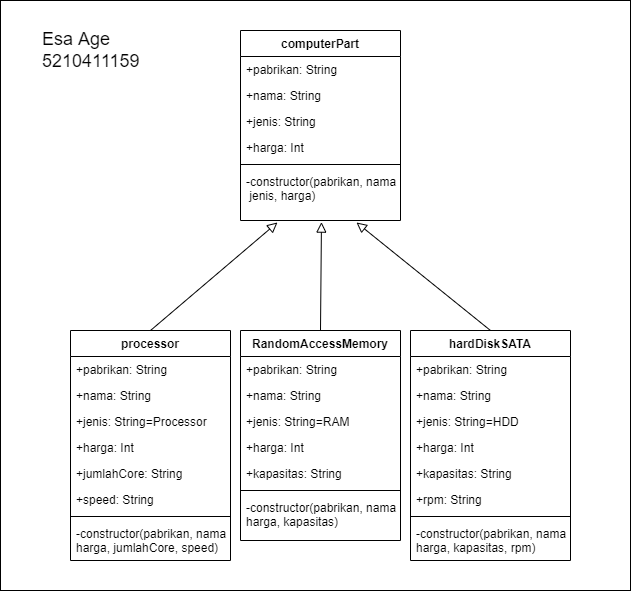 Esa Age
5210411159
computerPart
+pabrikan: String
+nama: String
+jenis: String
+harga: Int
-constructor(pabrikan, nama
jenis, harga)
processor
+pabrikan: String
+nama: String
+jenis: String=Processor
+harga: Int
+jumlahCore: String
+speed: String
-constructor(pabrikan, nama
harga, jumlahCore, speed)
RandomAccessMemory
+pabrikan: String
+nama: String
+jenis: String=RAM
+harga: Int
+kapasitas: String
-constructor(pabrikan, nama
harga, kapasitas)
hardDiskSATA
+pabrikan: String
+nama: String
+jenis: String=HDD
+harga: Int
+kapasitas: String
+rpm: String
-constructor(pabrikan, nama
harga, kapasitas, rpm)